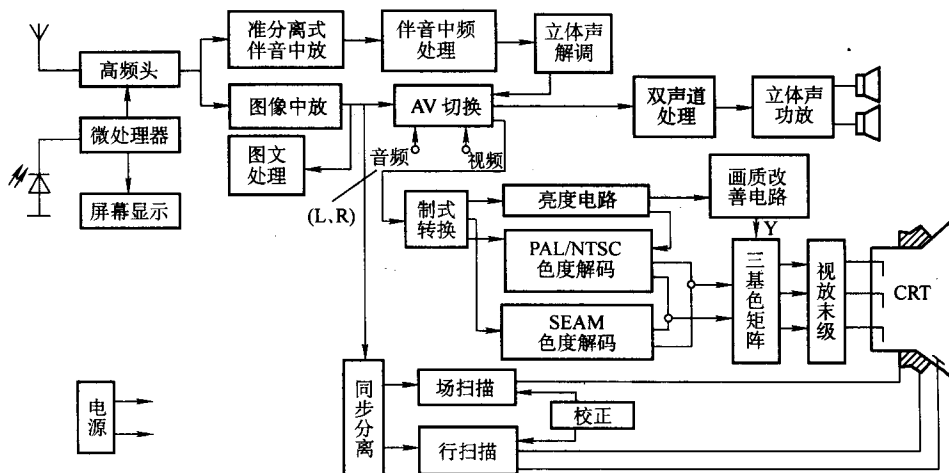 准分离式
伴音中放
伴音中频
处理
立体声
解调
高频头
图像中放
AV 切换
双声道
处理
立体声
功放
微处理器
图文
处理
音频
视频
画质改
善电路
屏幕显示
(L、R)
制式
转换
亮度电路
Y
PAL/NTSC
色度解码
三基色矩阵
视放末级
CRT
SEAM
色度解码
电源
同步分离
场扫描
校正
行扫描